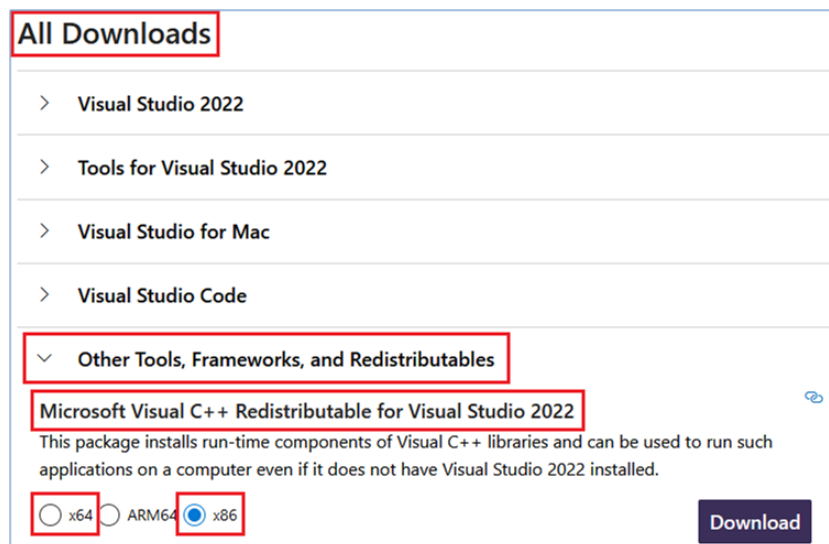 All Downloads
Visual Studio 2022
Tools for Visual Studio 2022
Visual Studio for Mac
Visual Studio Code
Other Tools, Frameworks, and Redistributables
Microsoft Visual C++ Redistributable for Visual Studio 2022
This package installs run-time components of Visual C++ libraries and can be used to run such
applications on a computer even if it does not have Visual Studio 2022 installed.
x64 ARM64 x86 Download